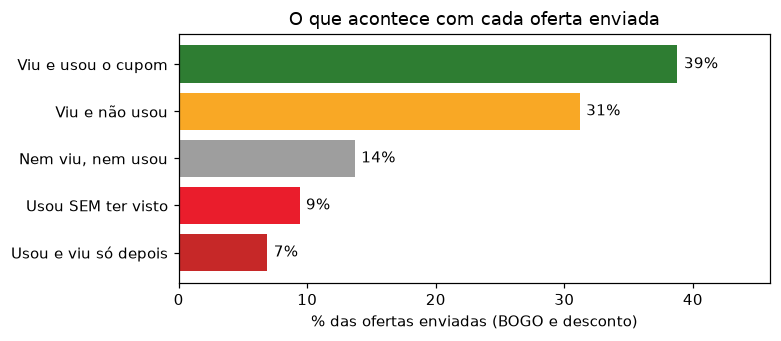 O que acontece com cada oferta enviada
Viu e usou o cupom
39%
Viu e não usou
31%
Nem viu, nem usou
14%
Usou SEM ter visto
9%
Usou e viu só depois
7%
0 10 20 30 40
% das ofertas enviadas (BOGO e desconto)